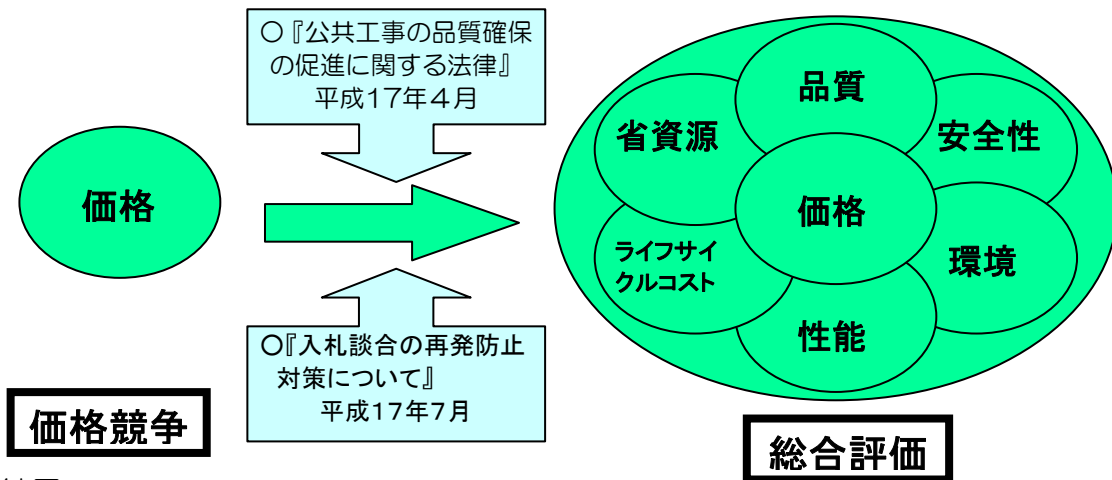 価格
価格競争
○『公共工事の品質確保
の促進に関する法律』
平成17年4月
○『入札談合の再発防止
対策について』
平成17年7月
品質
省資源
安全性
価格
ライフサイ
クルコスト
環境
性能
総合評価